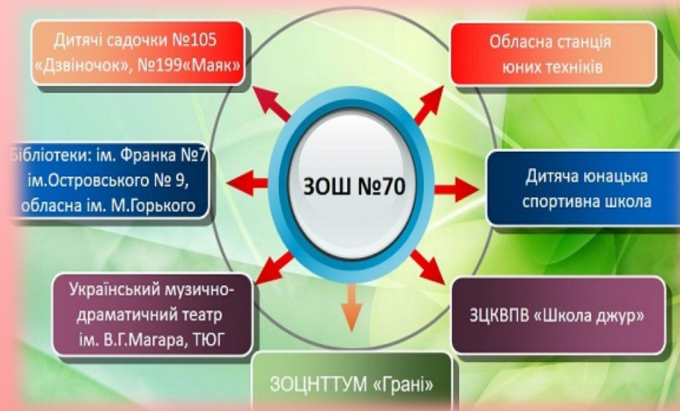 Дитячі садочки №105
«Дзвіночок», №199«Маяк»
Обласна станція
юних техніків
Бібліотеки: ім. Франка №7
ім.Островського № 9,
обласна ім. М.Горького
ЗОШ №70
Дитяча юнацька
спортивна школа
Український музично-
драматичний театр
ім. В.Г.Магара, ТЮГ
ЗЦКВПВ «Школа джур»
ЗОЦНТТУМ «Грані»